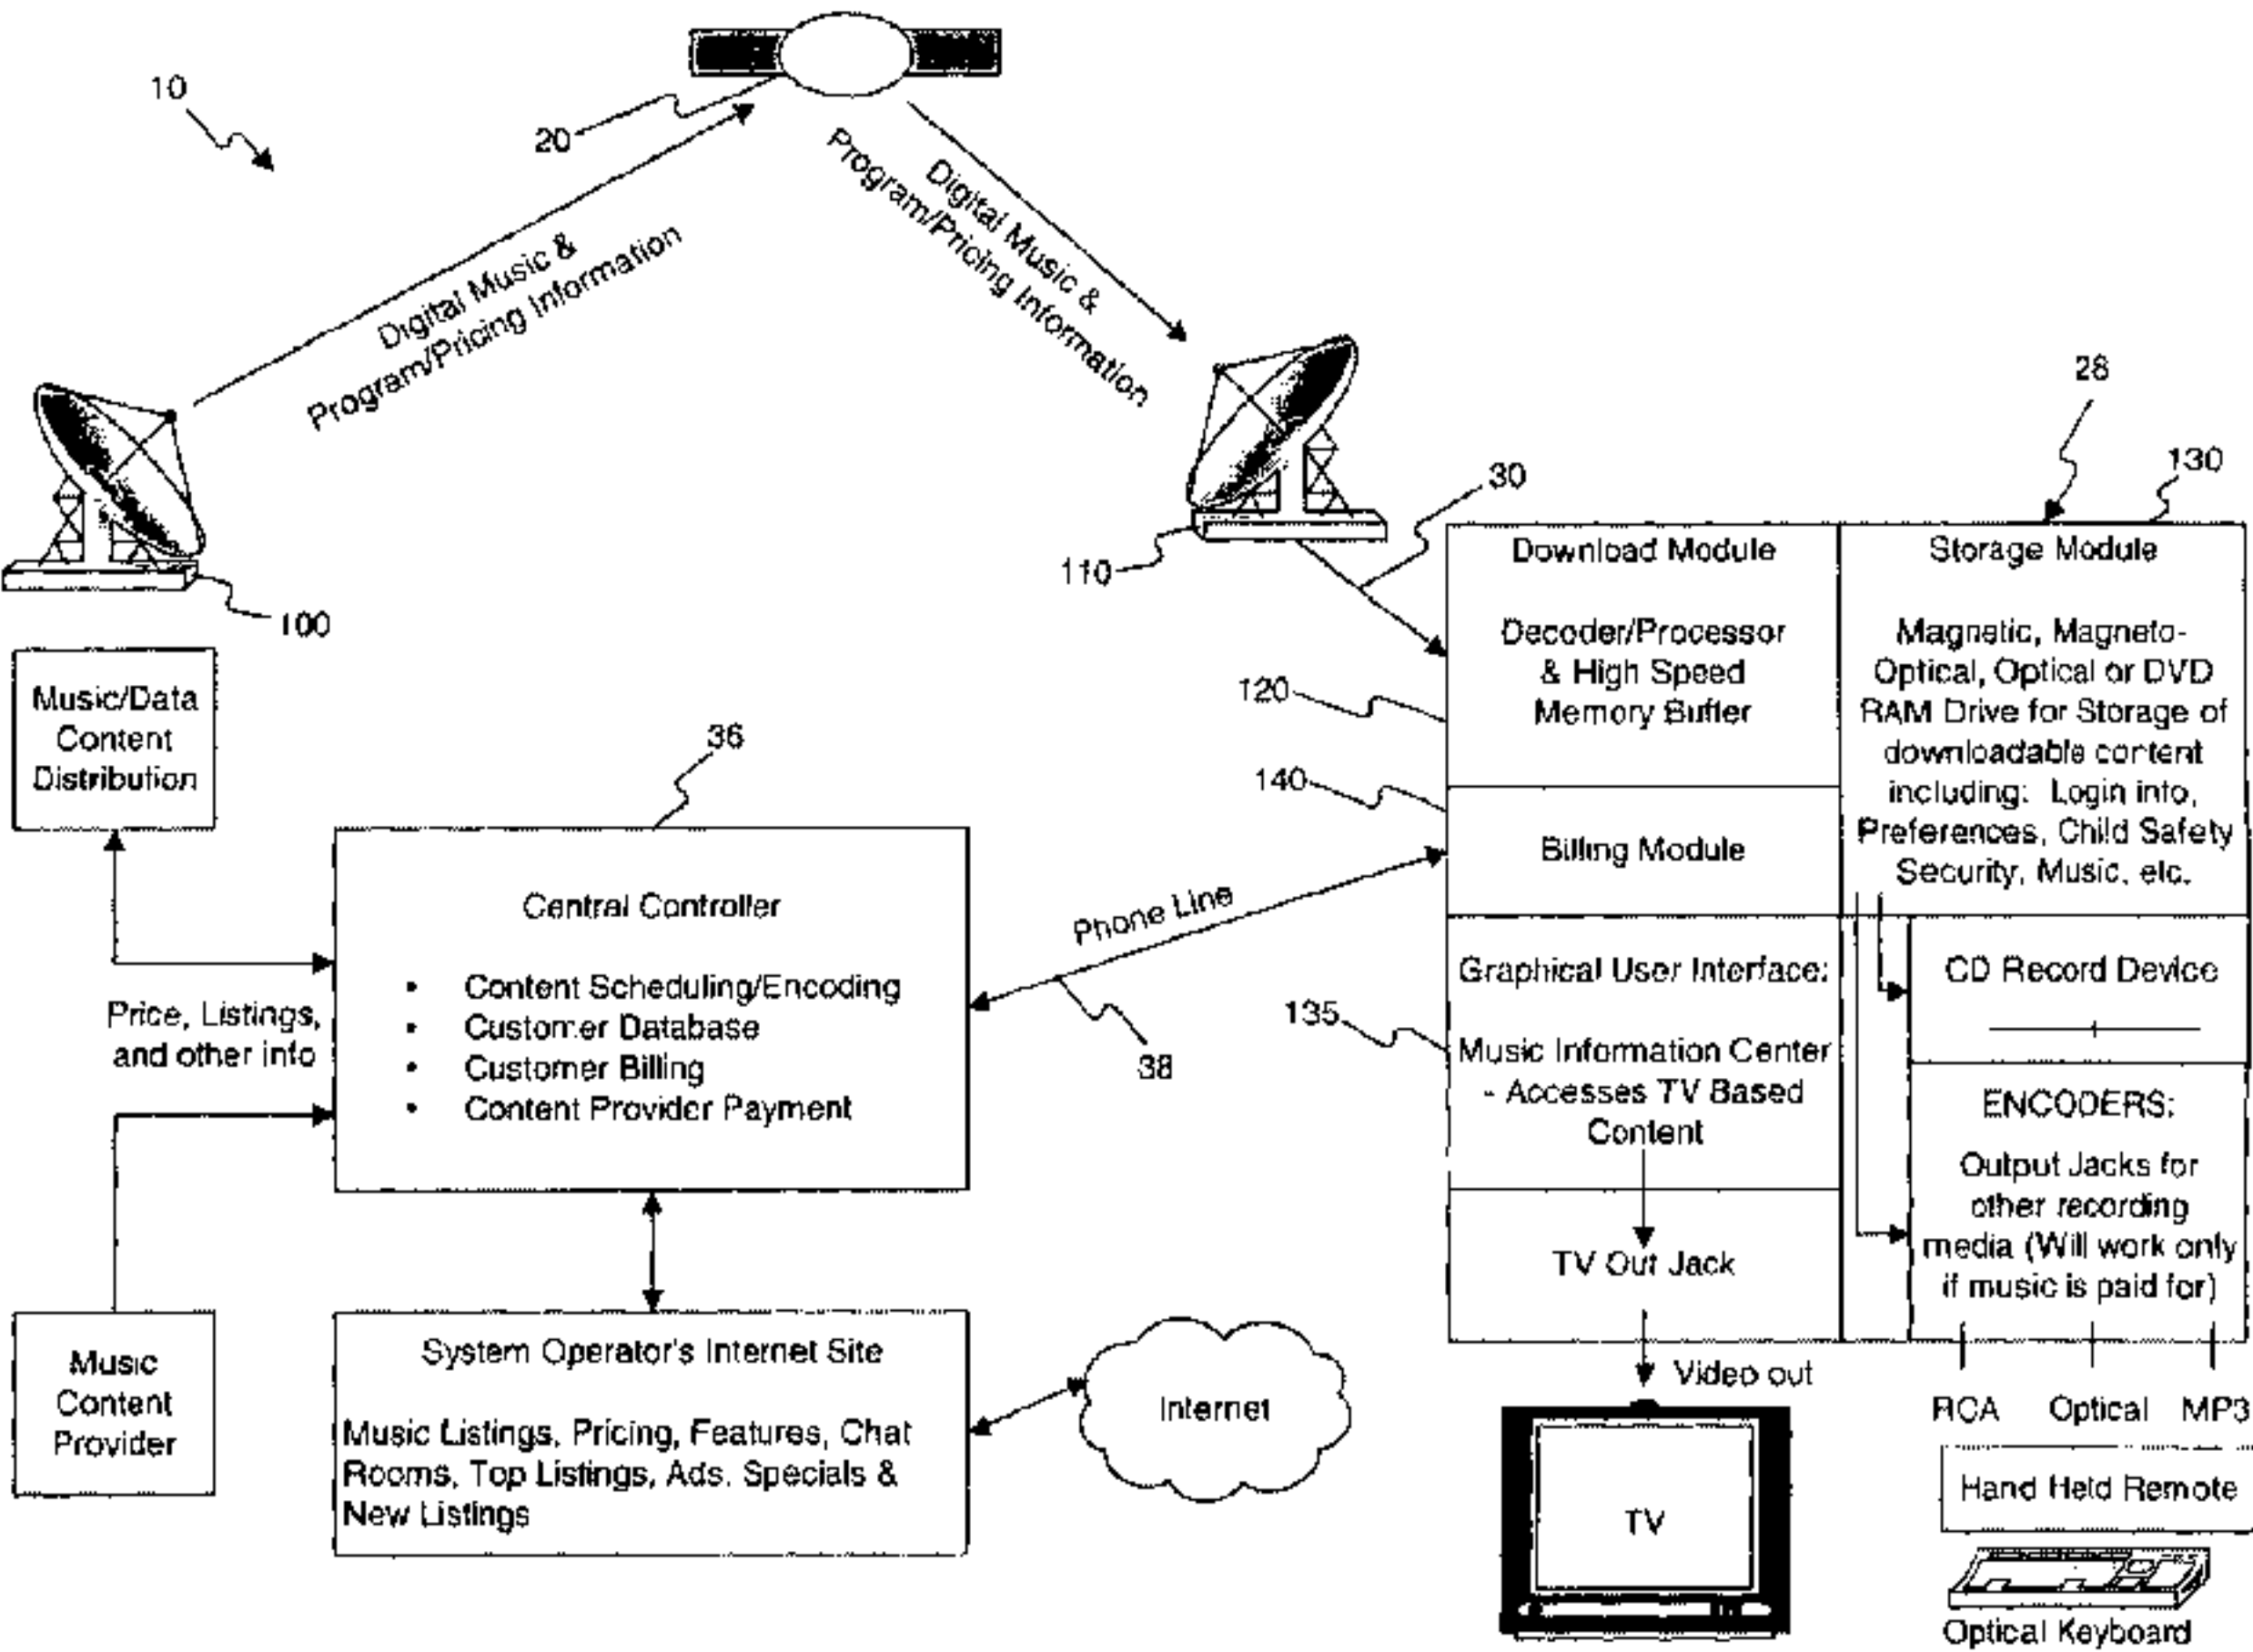 10
20
Digital Music &
Program/Pricing Information
Digital Music &
Program/Pricing Information
100
110
30
28
130
Music/Data
Content
Distribution
Price, Listings,
and other info
Music
Content
Provider
36
Central Controller
• Content Scheduling/Encoding
• Customer Database
• Customer Billing
• Content Provider Payment
Phone Line
38
System Operator's Internet Site
Music Listings, Pricing, Features, Chat
Rooms, Top Listings, Ads, Specials &
New Listings
Internet
Download Module
Decoder/Processor
& High Speed
Memory Buffer
120
140
Billing Module
Graphical User Interface:
135
Music Information Center
- Accesses TV Based
Content
TV Out Jack
Video out
TV
Storage Module
Magnetic, Magneto-
Optical, Optical or DVD
RAM Drive for Storage of
downloadable content
including: Login info,
Preferences, Child Safety
Security, Music, etc.
CD Record Device
ENCODERS:
Output Jacks for
other recording
media (Will work only
if music is paid for)
RCA Optical MP3
Hand Held Remote
Optical Keyboard